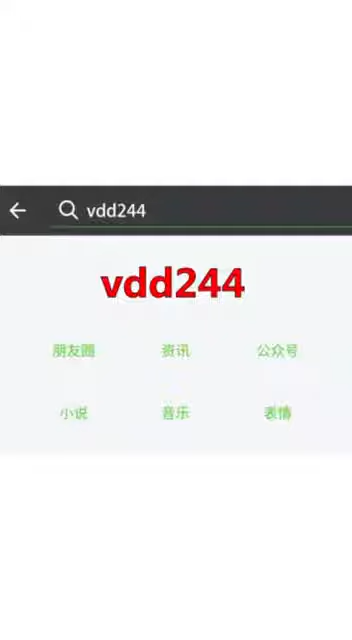 vdd244
vdd244
朋友圈 资讯 公众号
小说 音乐 表情